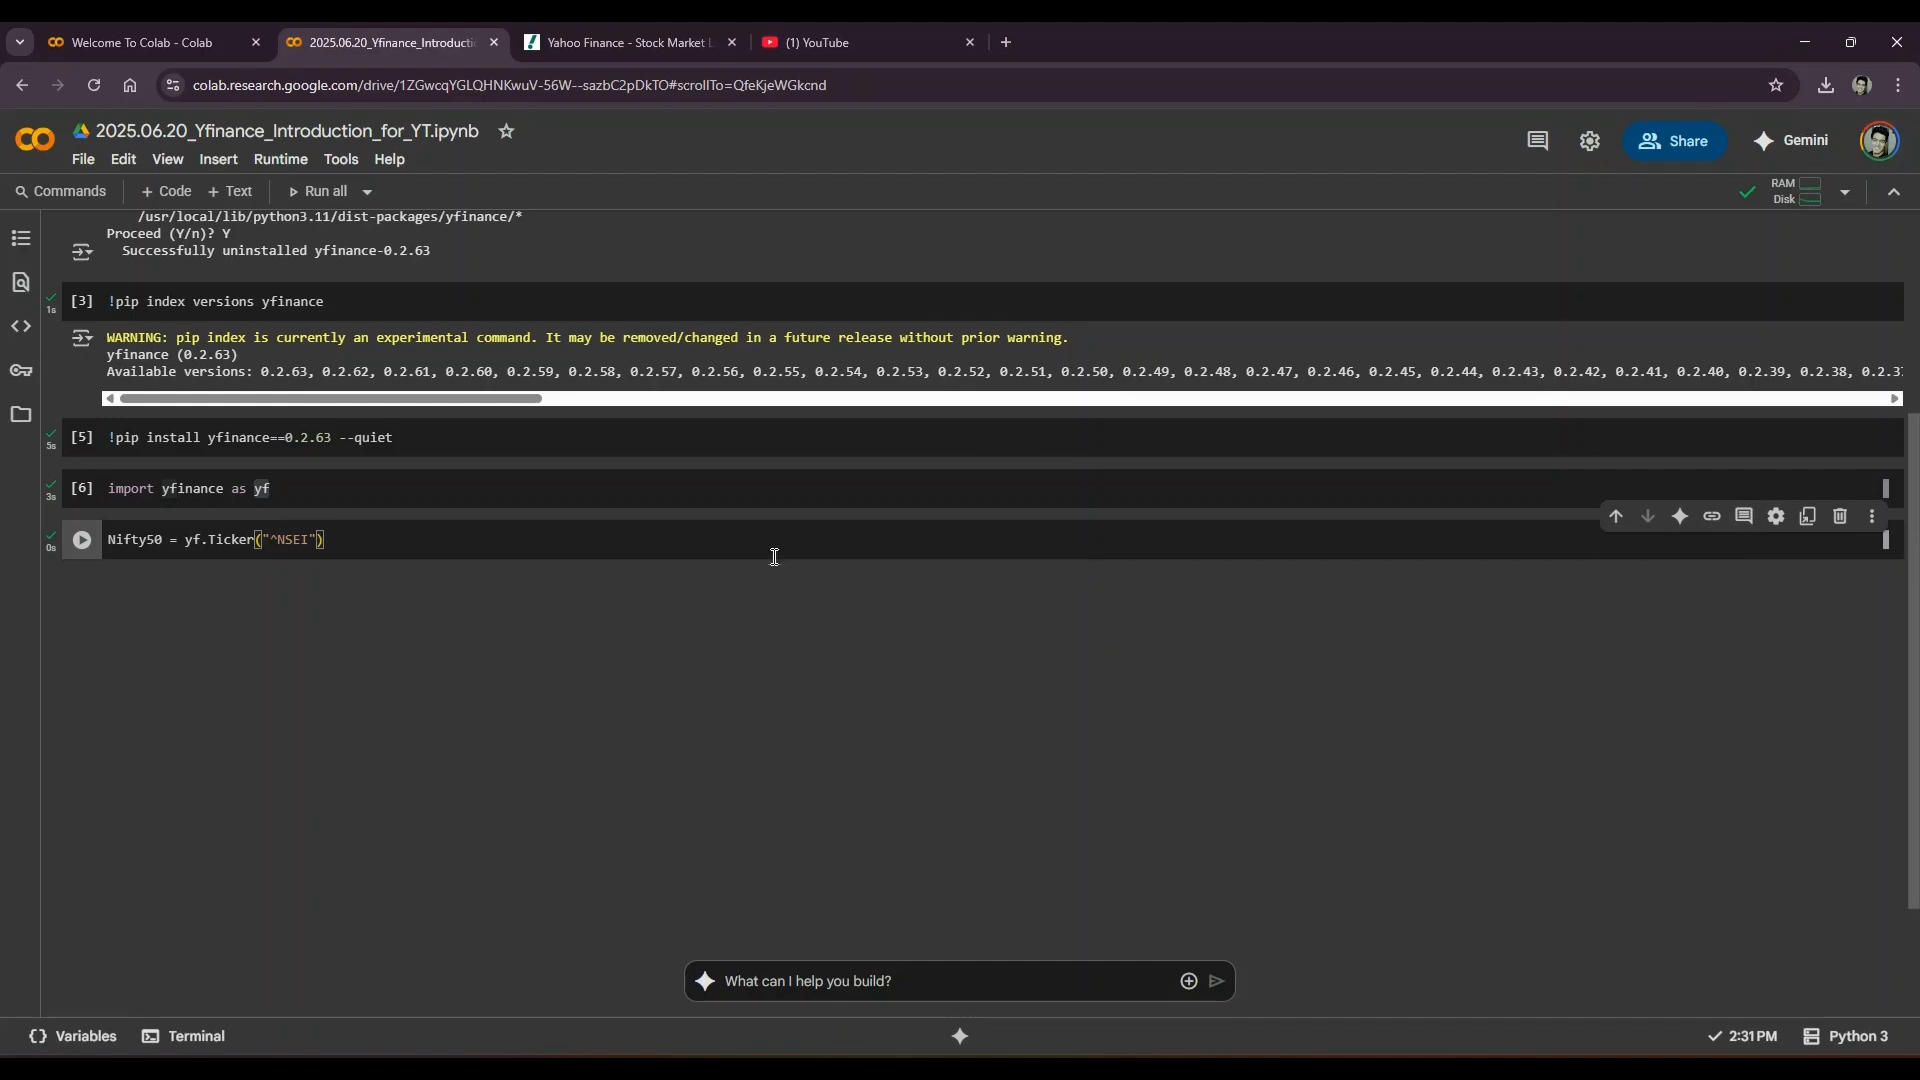 Welcome To Colab - Colab
2025.06.20_Yfinance_Introducti
Yahoo Finance - Stock Market L
(1) YouTube
colab.research.google.com/drive/1ZGwcqYGLQHNKwuV-56W--sazbC2pDkTO#scrollTo=QfeKjeWGkcnd
2025.06.20_Yfinance_Introduction_for_YT.ipynb
File Edit View Insert Runtime Tools Help
Share
Gemini
Commands + Code + Text Run all
RAM
Disk
/usr/local/lib/python3.11/dist-packages/yfinance/*
Proceed (Y/n)? Y
Successfully uninstalled yfinance-0.2.63
[3] !pip index versions yfinance
1s
WARNING: pip index is currently an experimental command. It may be removed/changed in a future release without prior warning.
yfinance (0.2.63)
Available versions: 0.2.63, 0.2.62, 0.2.61, 0.2.60, 0.2.59, 0.2.58, 0.2.57, 0.2.56, 0.2.55, 0.2.54, 0.2.53, 0.2.52, 0.2.51, 0.2.50, 0.2.49, 0.2.48, 0.2.47, 0.2.46, 0.2.45, 0.2.44, 0.2.43, 0.2.42, 0.2.41, 0.2.40, 0.2.39, 0.2.38, 0.2.37
[5] !pip install yfinance==0.2.63 --quiet
5s
[6] import yfinance as yf
3s
Nifty50 = yf.Ticker("^NSEI")
0s
What can I help you build?
{} Variables Terminal
2:31 PM Python 3